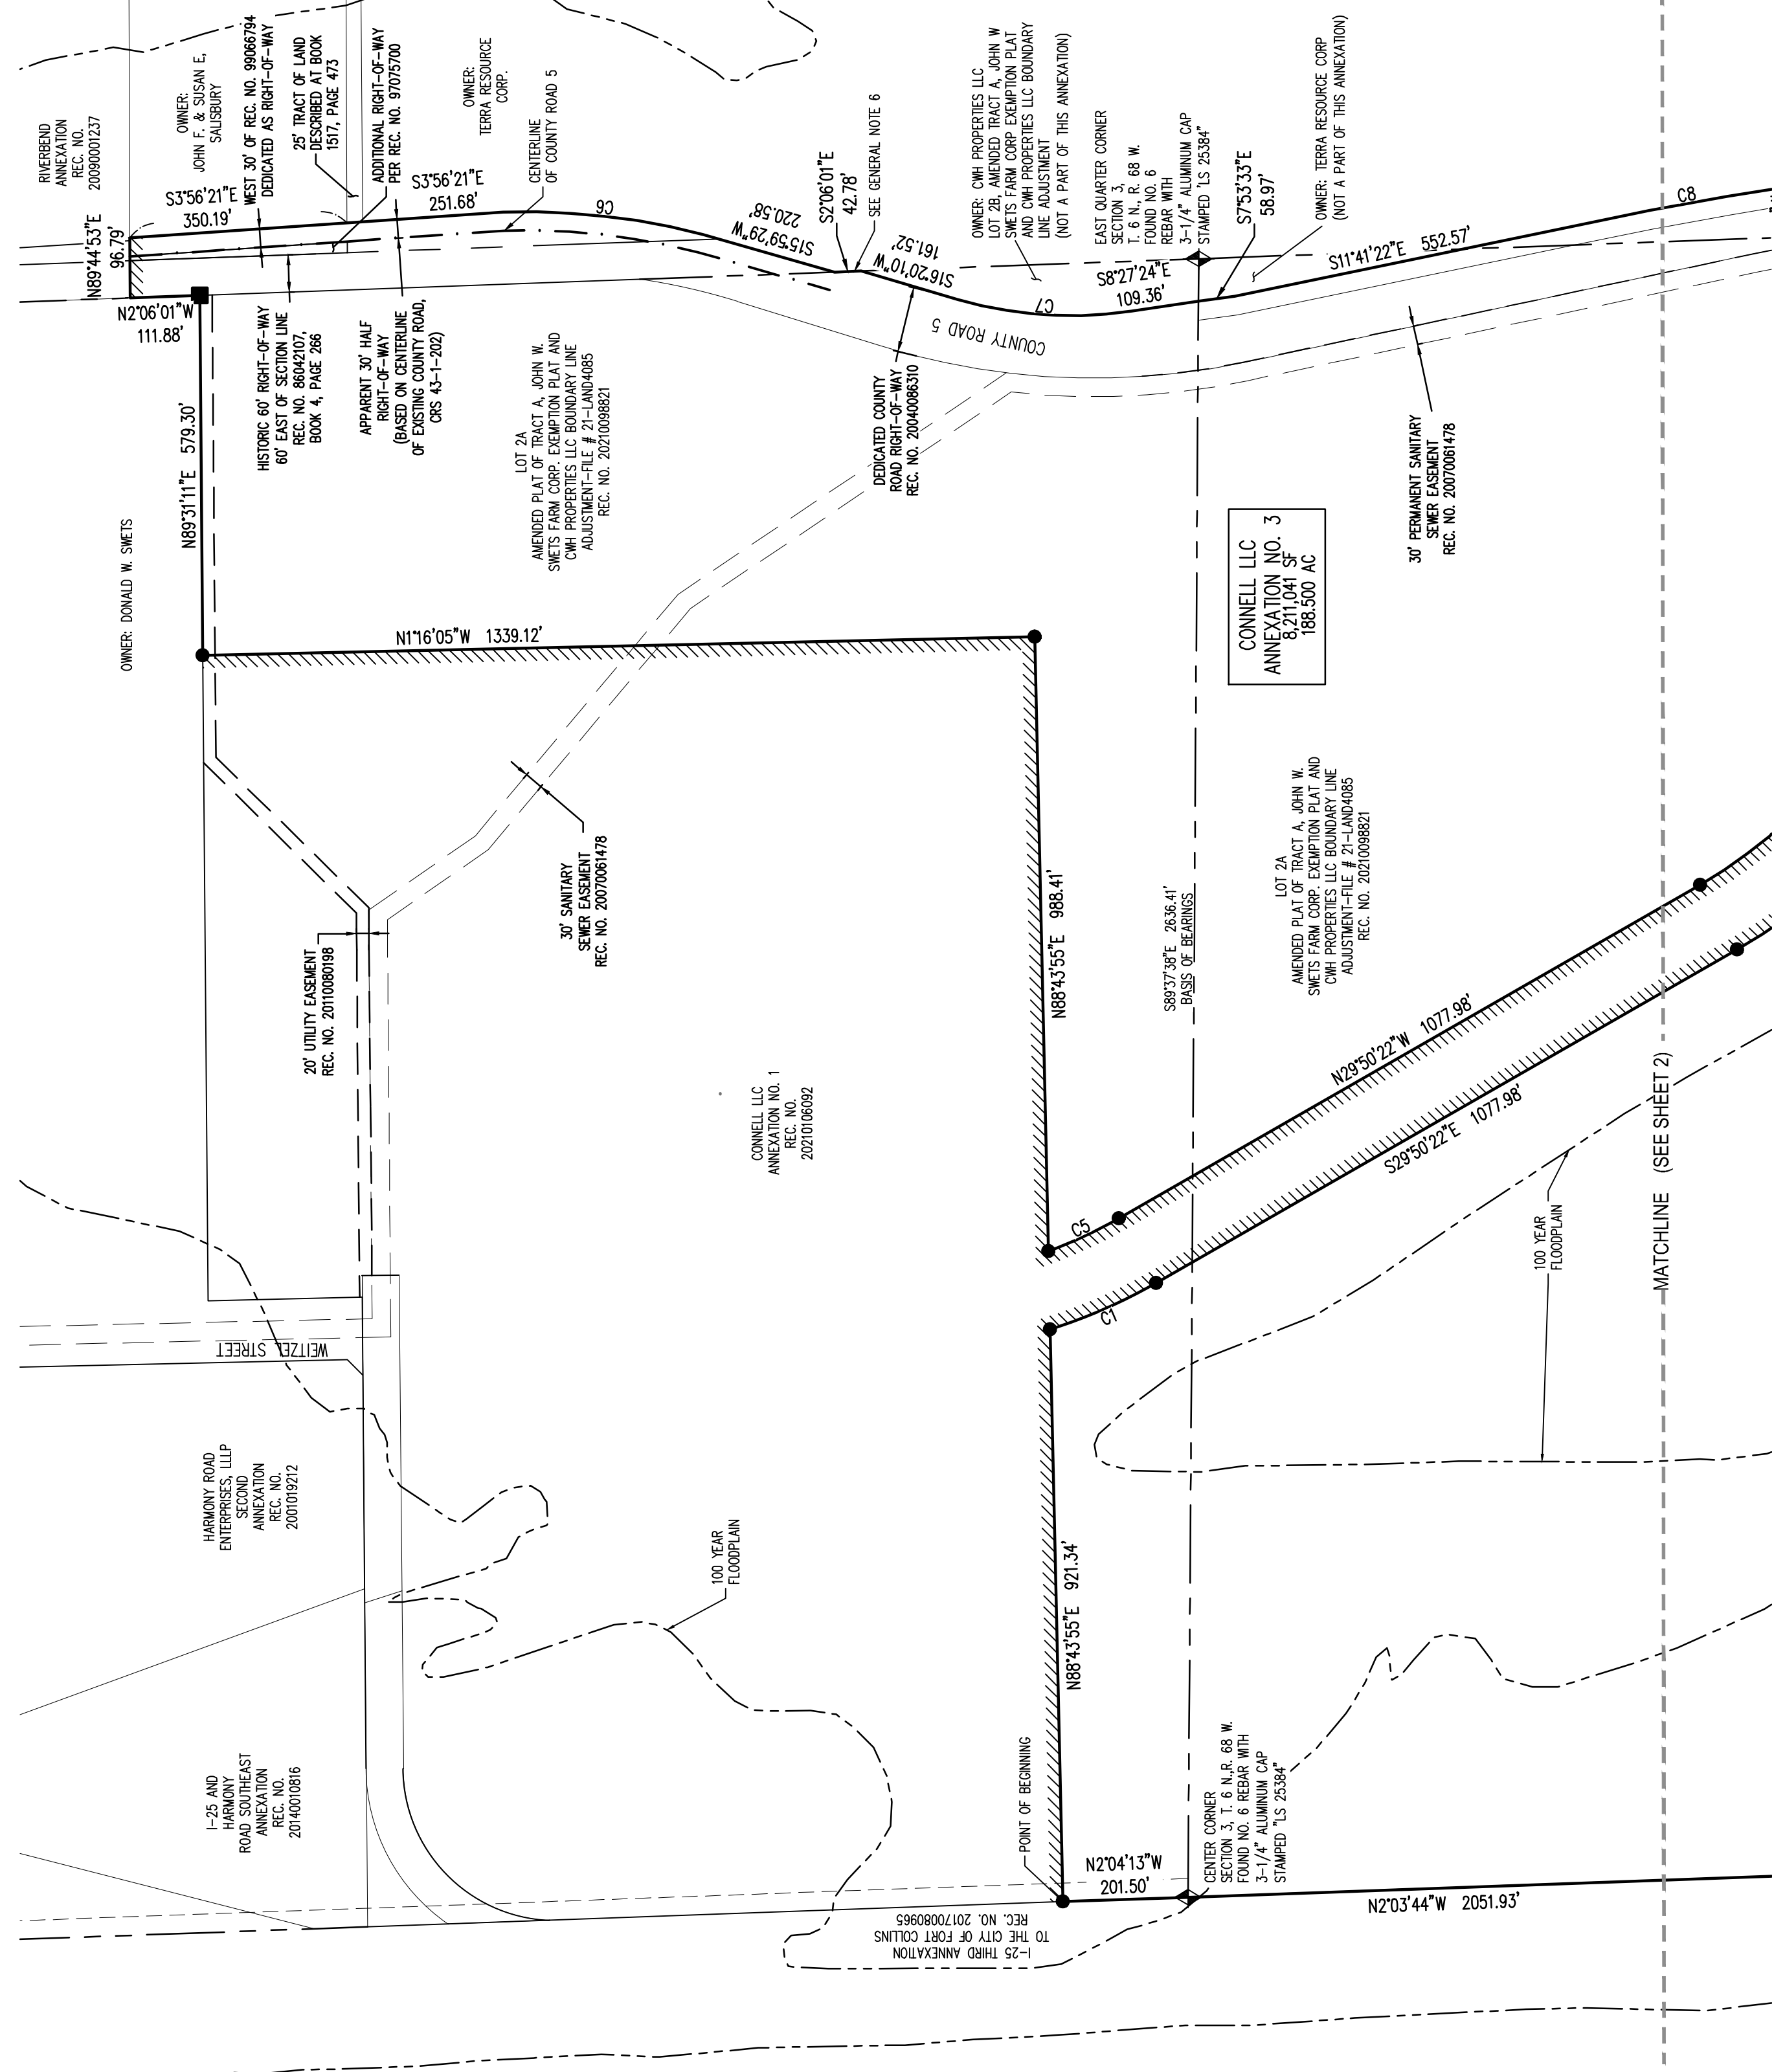 RIVERBEND
ANNEXATION
REC. NO.
20090001237
OWNER:
JOHN F. & SUSAN E,
SALISBURY
WEST 30' OF REC. NO. 99066794
DEDICATED AS RIGHT-OF-WAY
25' TRACT OF LAND
DESCRIBED AT BOOK
1517, PAGE 473
ADDITIONAL RIGHT-OF-WAY
PER REC. NO. 97075700
OWNER:
TERRA RESOURCE
CORP.
CENTERLINE
OF COUNTY ROAD 5
N89°44'53"E
96.79'
S3°56'21"E
350.19'
S3°56'21"E
251.68'
C6
S15°59'29"W
220.58'
S2°06'01"E
42.78'
SEE GENERAL NOTE 6
S16°20'10"W
161.52'
OWNER: CWH PROPERTIES LLC
LOT 2B, AMENDED TRACT A, JOHN W
SWETS FARM CORP EXEMPTION PLAT
AND CWH PROPERTIES LLC BOUNDARY
LINE ADJUSTMENT
(NOT A PART OF THIS ANNEXATION)
EAST QUARTER CORNER
SECTION 3,
T. 6 N., R. 68 W.
FOUND NO. 6
REBAR WITH
3-1/4" ALUMINUM CAP
STAMPED 'LS 25384"
S7°53'33"E
58.97'
OWNER: TERRA RESOURCE CORP
(NOT A PART OF THIS ANNEXATION)
C7
S8°27'24"E
109.36'
S11°41'22"E 552.57'
C8
N2°06'01"W
111.88'
N89°31'11"E 579.30'
HISTORIC 60' RIGHT-OF-WAY
60' EAST OF SECTION LINE
REC. NO. 86042107,
BOOK 4, PAGE 266
APPARENT 30' HALF
RIGHT-OF-WAY
(BASED ON CENTERLINE
OF EXISTING COUNTY ROAD,
CRS 43-1-202)
COUNTY ROAD 5
DEDICATED COUNTY
ROAD RIGHT-OF-WAY
REC. NO. 20040086310
OWNER: DONALD W. SWETS
LOT 2A
AMENDED PLAT OF TRACT A, JOHN W.
SWETS FARM CORP. EXEMPTION PLAT AND
CWH PROPERTIES LLC BOUNDARY LINE
ADJUSTMENT-FILE # 21-LAND4085
REC. NO. 20210098821
CONNELL LLC
ANNEXATION NO. 3
8,211,041 SF
188.500 AC
30' PERMANENT SANITARY
SEWER EASEMENT
REC. NO. 20070061478
N1°16'05"W 1339.12'
20' UTILITY EASEMENT
REC. NO. 20110080198
30' SANITARY
SEWER EASEMENT
REC. NO. 20070061478
N88°43'55"E 988.41'
S89°37'38"E 2636.41'
BASIS OF BEARINGS
LOT 2A
AMENDED PLAT OF TRACT A, JOHN W.
SWETS FARM CORP. EXEMPTION PLAT AND
CWH PROPERTIES LLC BOUNDARY LINE
ADJUSTMENT-FILE # 21-LAND4085
REC. NO. 20210098821
CONNELL LLC
ANNEXATION NO. 1
REC. NO.
20210106092
N29°50'22"W 1077.98'
S29°50'22"E 1077.98'
C5
C1
100 YEAR
FLOODPLAIN
MATCHLINE (SEE SHEET 2)
WEITZEL STREET
HARMONY ROAD
ENTERPRISES, LLLP
SECOND
ANNEXATION
REC. NO.
2001019212
100 YEAR
FLOODPLAIN
N88°43'55"E 921.34'
I-25 AND
HARMONY
ROAD SOUTHEAST
ANNEXATION
REC. NO.
20140010816
POINT OF BEGINNING
N2°04'13"W
201.50'
CENTER CORNER
SECTION 3, T. 6 N.,R. 68 W.
FOUND NO. 6 REBAR WITH
3-1/4" ALUMINUM CAP
STAMPED "LS 25384"
N2°03'44"W 2051.93'
I-25 THIRD ANNEXATION
TO THE CITY OF FORT COLLINS
REC. NO. 20170080965